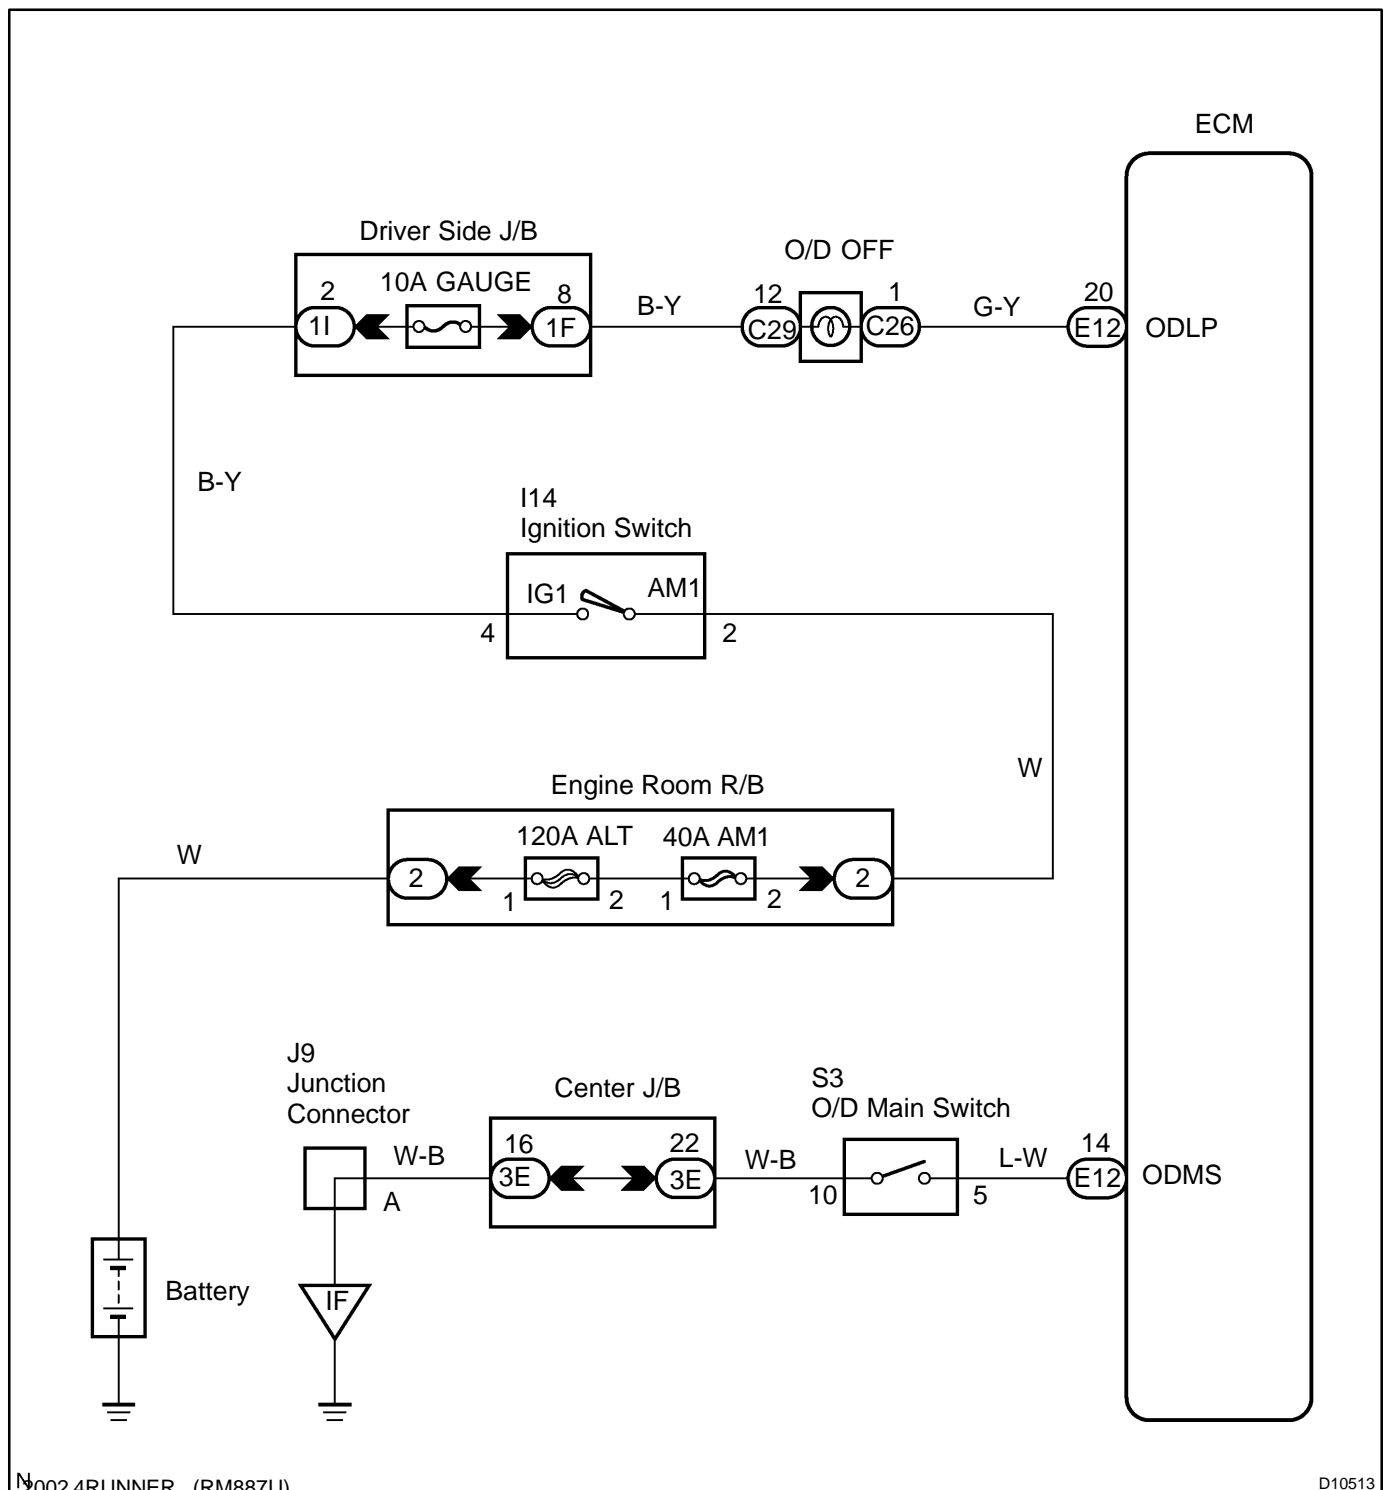 ECM
Driver Side J/B
O/D OFF
10A GAUGE
2
8
12
1
20
1I
1F
B-Y
C29
C26
G-Y
E12
ODLP
B-Y
I14
Ignition Switch
IG1
AM1
4
2
W
Engine Room R/B
120A ALT
40A AM1
W
2
2
1
2
1
2
J9
Junction
Connector
Center J/B
S3
O/D Main Switch
16
22
14
W-B
3E
3E
W-B
L-W
E12
ODMS
A
10
5
Battery
IF
2002 4RUNNER (RM887U)
D10513